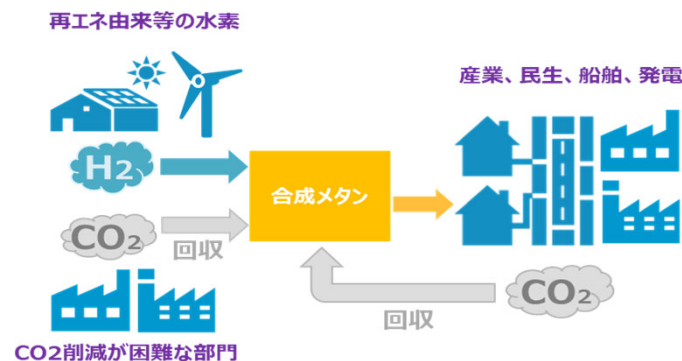 再エネ由来等の水素
産業、民生、船舶、発電
H2
合成メタン
CO2
回収
CO2
回収
CO2削減が困難な部門